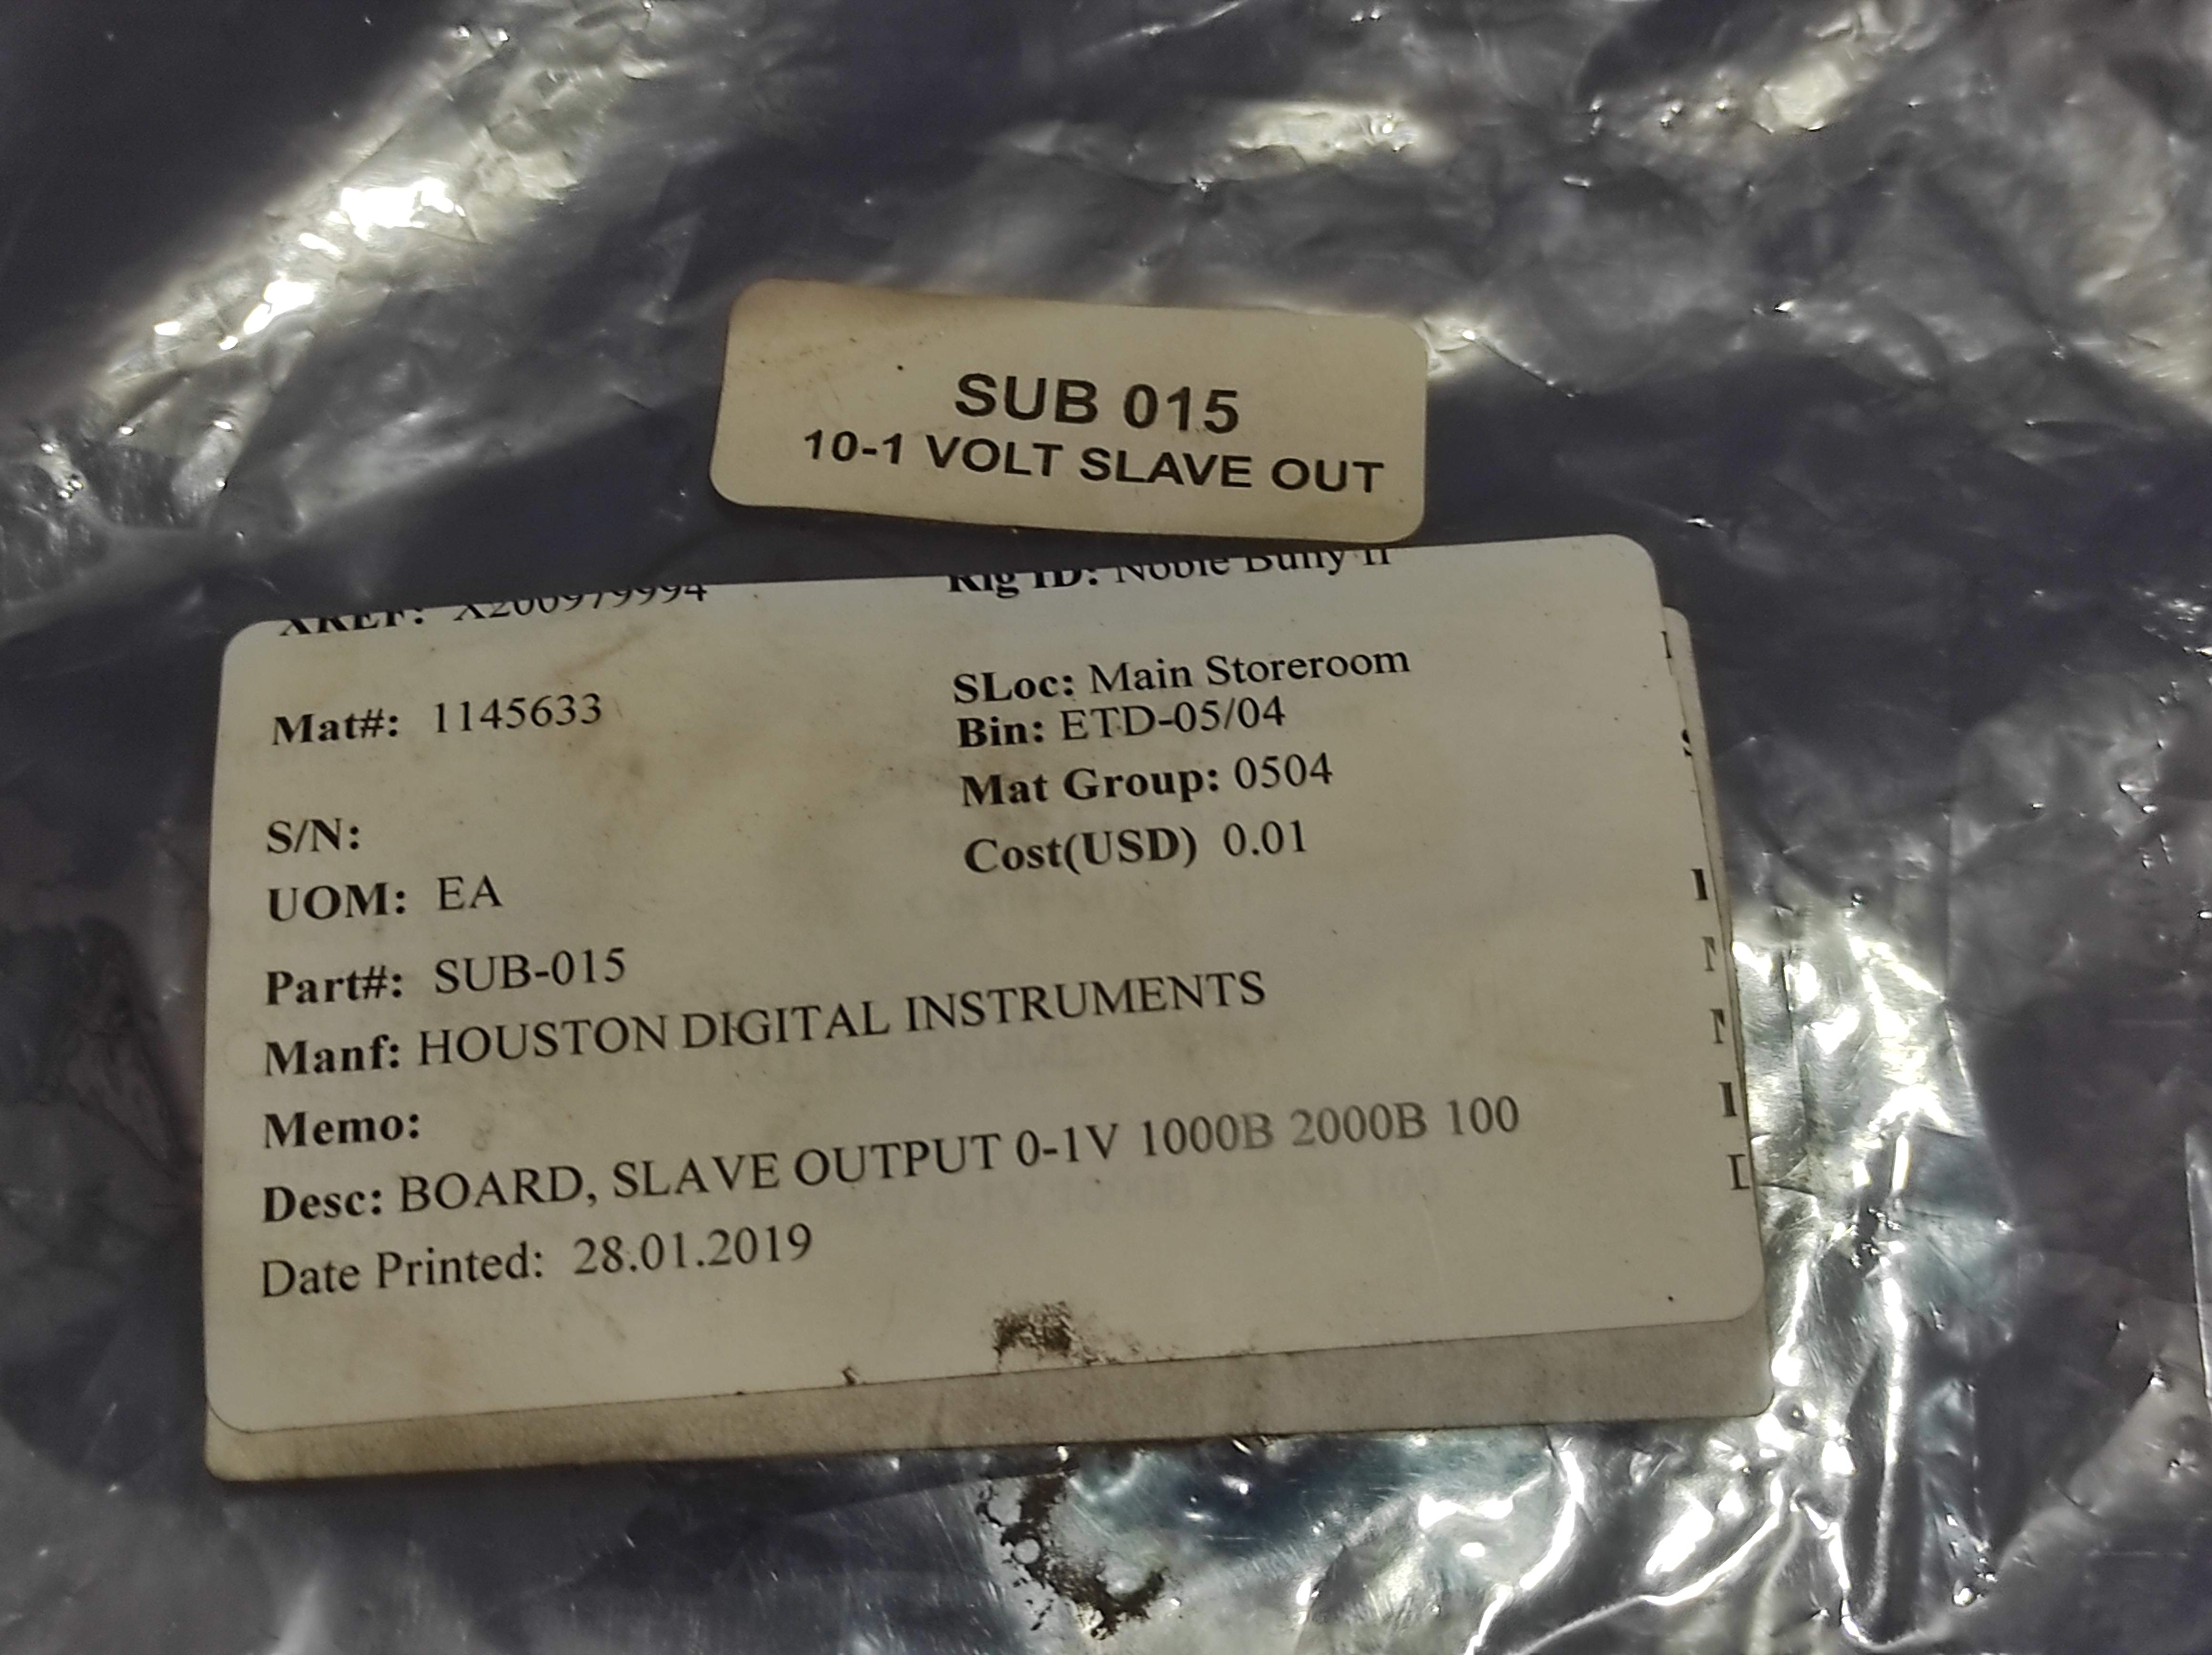 SUB 015
10-1 VOLT SLAVE OUT
XREF: X200979994
Rig ID: Noble Bully II
Mat#: 1145633
SLoc: Main Storeroom
Bin: ETD-05/04
Mat Group: 0504
S/N:
Cost(USD) 0.01
UOM: EA
Part#: SUB-015
Manf: HOUSTON DIGITAL INSTRUMENTS
Memo:
Desc: BOARD, SLAVE OUTPUT 0-1V 1000B 2000B 100
Date Printed: 28.01.2019